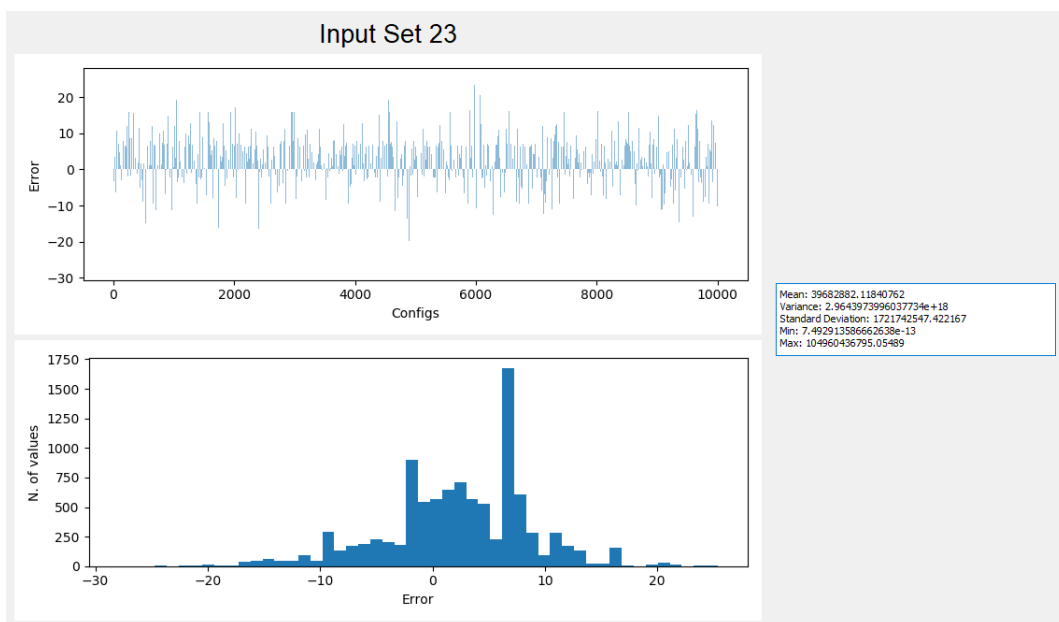 Input Set 23
20
10
0
−10
−20
−30
Error
0 2000 4000 6000 8000 10000
Configs
Mean: 39682882.11840762
Variance: 2.9643973996037734e+18
Standard Deviation: 1721742547.422167
Min: 7.492913586662638e-13
Max: 104960436795.05489
1750
1500
1250
1000
750
500
250
0
N. of values
−30 −20 −10 0 10 20
Error